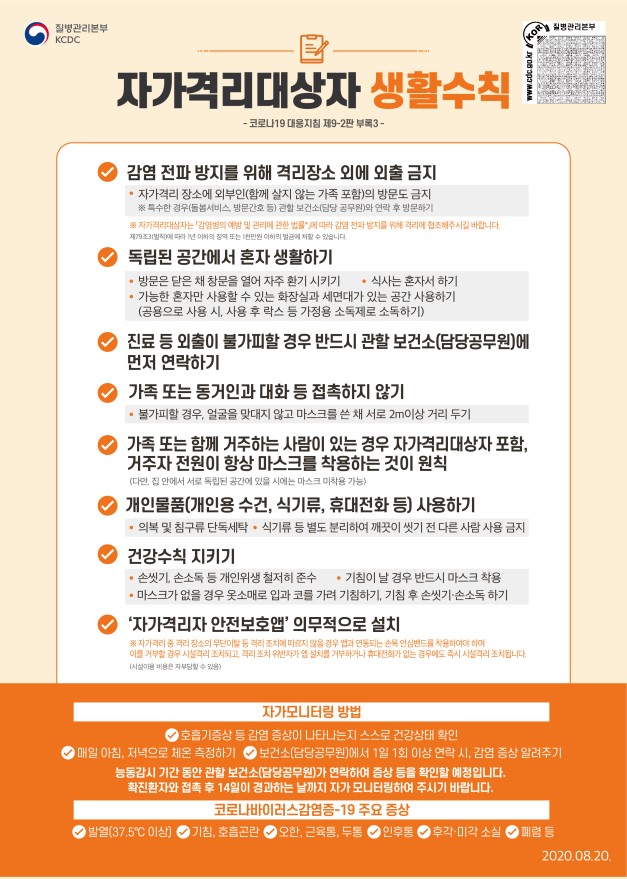 질병관리본부
KCDC
질병관리본부
KOR
www.cdc.go.kr
자가격리대상자 생활수칙
- 코로나19 대응지침 제9-2판 부록3 -
감염 전파 방지를 위해 격리장소 외에 외출 금지
• 자가격리 장소에 외부인(함께 살지 않는 가족 포함)의 방문도 금지
※ 특수한 경우(돌봄서비스, 방문간호 등) 관할 보건소(담당 공무원)와 연락 후 방문하기
※ 자가격리대상자는 「감염병의 예방 및 관리에 관한 법률*」에 따라 감염 전파 방지를 위해 격리에 협조해주시길 바랍니다.
제79조3(벌칙)에 따라 1년 이하의 징역 또는 1천만원 이하의 벌금에 처할 수 있습니다.
독립된 공간에서 혼자 생활하기
• 방문은 닫은 채 창문을 열어 자주 환기 시키기 • 식사는 혼자서 하기
• 가능한 혼자만 사용할 수 있는 화장실과 세면대가 있는 공간 사용하기
(공용으로 사용 시, 사용 후 락스 등 가정용 소독제로 소독하기)
진료 등 외출이 불가피할 경우 반드시 관할 보건소(담당공무원)에
먼저 연락하기
가족 또는 동거인과 대화 등 접촉하지 않기
• 불가피할 경우, 얼굴을 맞대지 않고 마스크를 쓴 채 서로 2m이상 거리 두기
가족 또는 함께 거주하는 사람이 있는 경우 자가격리대상자 포함,
거주자 전원이 항상 마스크를 착용하는 것이 원칙
(다만, 집 안에서 서로 독립된 공간에 있을 시에는 마스크 미착용 가능)
개인물품(개인용 수건, 식기류, 휴대전화 등) 사용하기
• 의복 및 침구류 단독세탁 • 식기류 등 별도 분리하여 깨끗이 씻기 전 다른 사람 사용 금지
건강수칙 지키기
• 손씻기, 손소독 등 개인위생 철저히 준수 • 기침이 날 경우 반드시 마스크 착용
• 마스크가 없을 경우 옷소매로 입과 코를 가려 기침하기, 기침 후 손씻기·손소독 하기
‘자가격리자 안전보호앱’ 의무적으로 설치
※ 자가격리 중 격리 장소의 무단이탈 등 격리 조치에 따르지 않을 경우 앱과 연동되는 손목 안심밴드를 착용하여야 하며
이를 거부할 경우 시설격리 조치되고, 격리 조치 위반자가 앱 설치를 거부하거나 휴대전화가 없는 경우에도 즉시 시설격리 조치됩니다.
(시설이용 비용은 자부담할 수 있음)
자가모니터링 방법
호흡기증상 등 감염 증상이 나타나는지 스스로 건강상태 확인
매일 아침, 저녁으로 체온 측정하기 보건소(담당공무원)에서 1일 1회 이상 연락 시, 감염 증상 알려주기
능동감시 기간 동안 관할 보건소(담당공무원)가 연락하여 증상 등을 확인할 예정입니다.
확진환자와 접촉 후 14일이 경과하는 날까지 자가 모니터링하여 주시기 바랍니다.
코로나바이러스감염증-19 주요 증상
발열(37.5℃ 이상) 기침, 호흡곤란 오한, 근육통, 두통 인후통 후각·미각 소실 폐렴 등
2020.08.20.